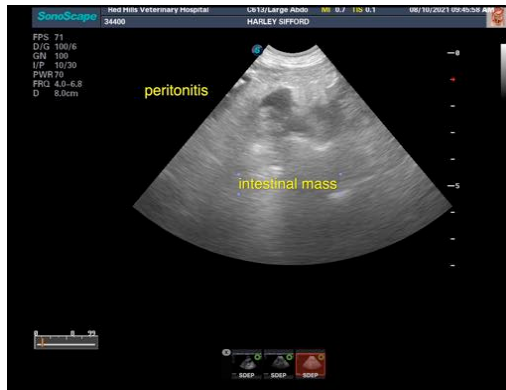 SonoScape
Red Hills Veterinary Hospital C613/Large Abdo MI 0.7 TIS 0.1 08/10/2021 09:45:58 AM
34400 HARLEY SIFFORD
FPS 71
D/G 100/6
GN 100
I/P 10/30
PWR 70
FRQ 4.0-6.8
D 8.0cm
0
peritonitis
intestinal mass
5
SDEP SDEP SDEP